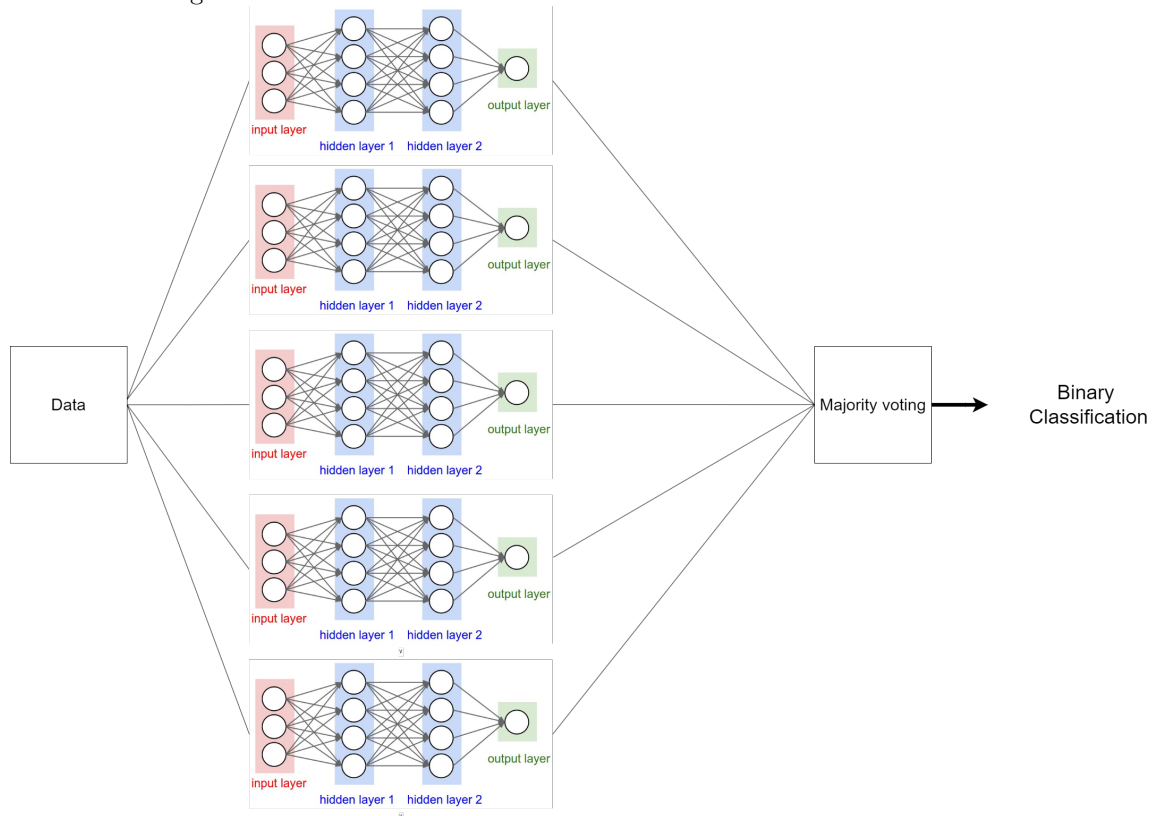 output layer
input layer
hidden layer 1 hidden layer 2
output layer
input layer
hidden layer 1 hidden layer 2
Data
output layer
input layer
hidden layer 1 hidden layer 2
Majority voting
Binary
Classification
output layer
input layer
hidden layer 1 hidden layer 2
output layer
input layer
hidden layer 1 hidden layer 2